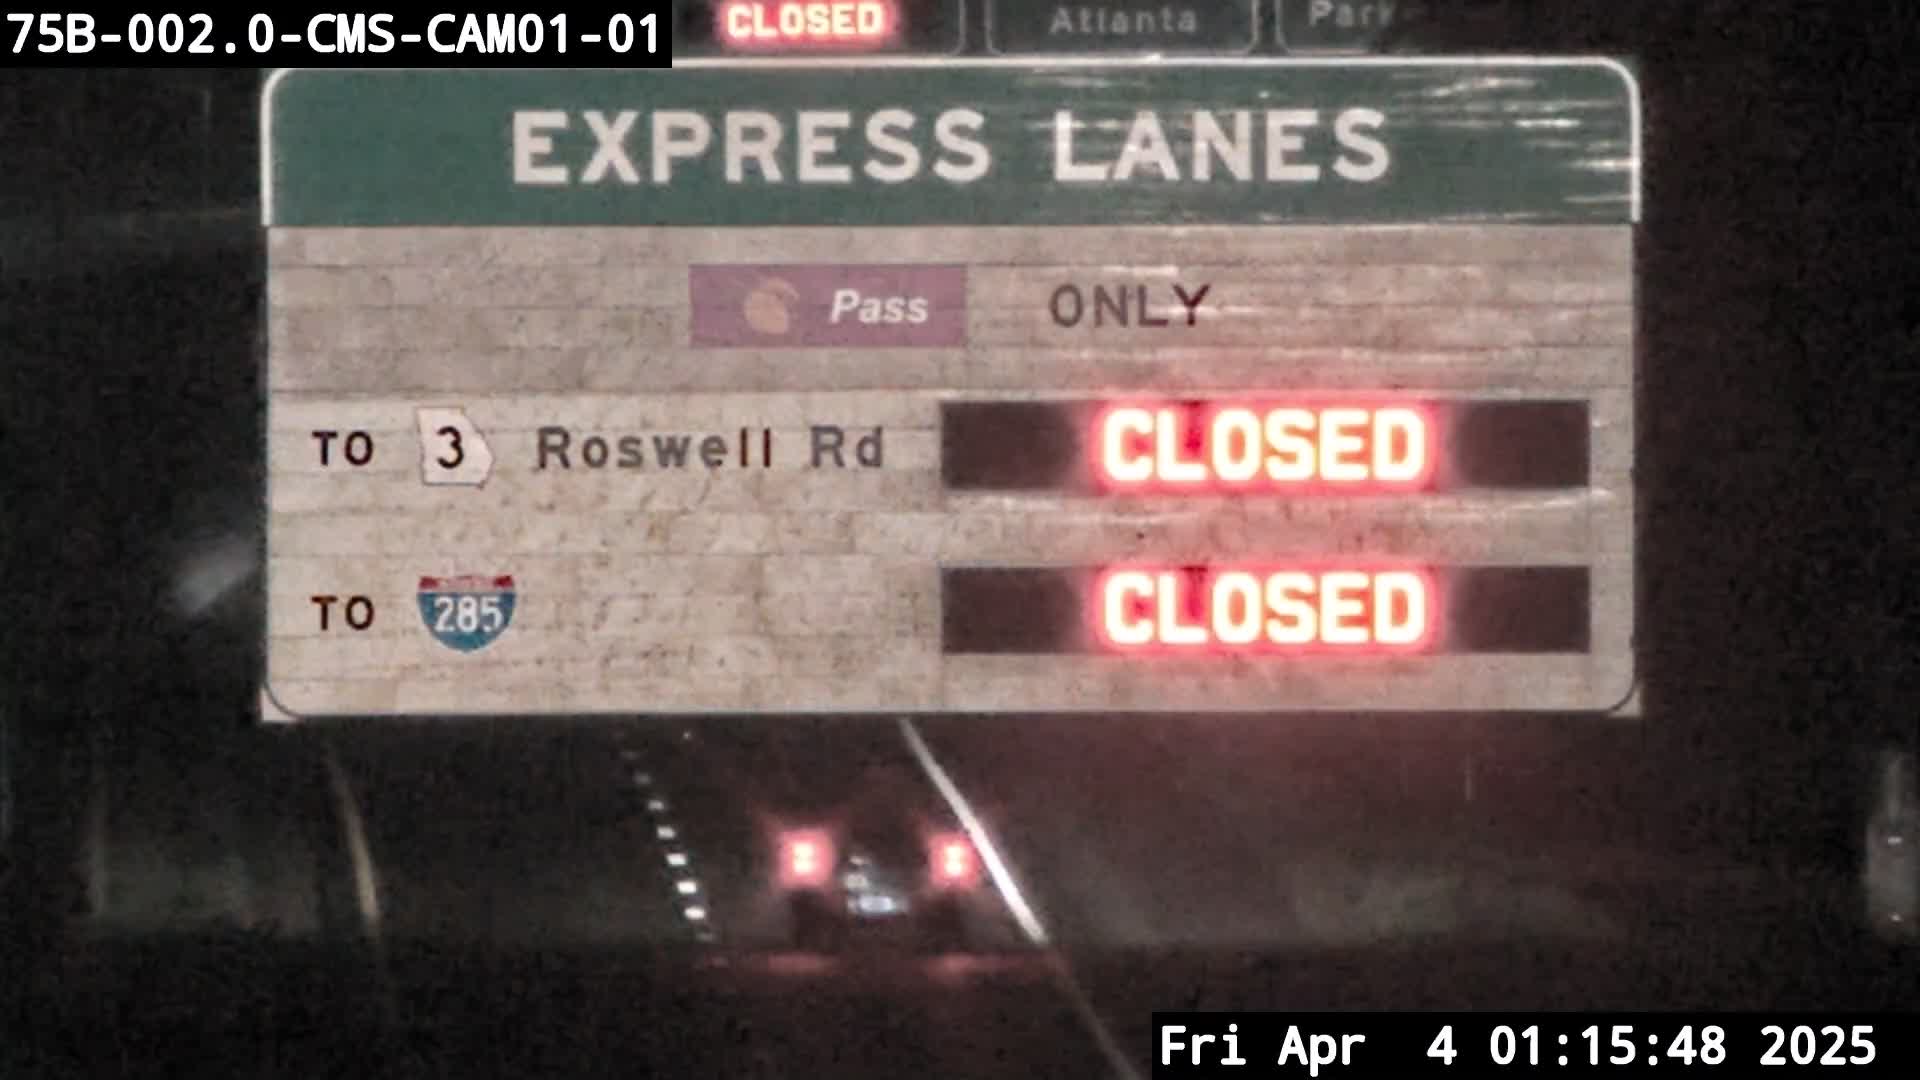 75B-002.0-CMS-CAM01-01
CLOSED
Atlanta
Park
EXPRESS LANES
Pass ONLY
TO 3 Roswell Rd CLOSED
TO 285 CLOSED
Fri Apr 4 01:15:48 2025